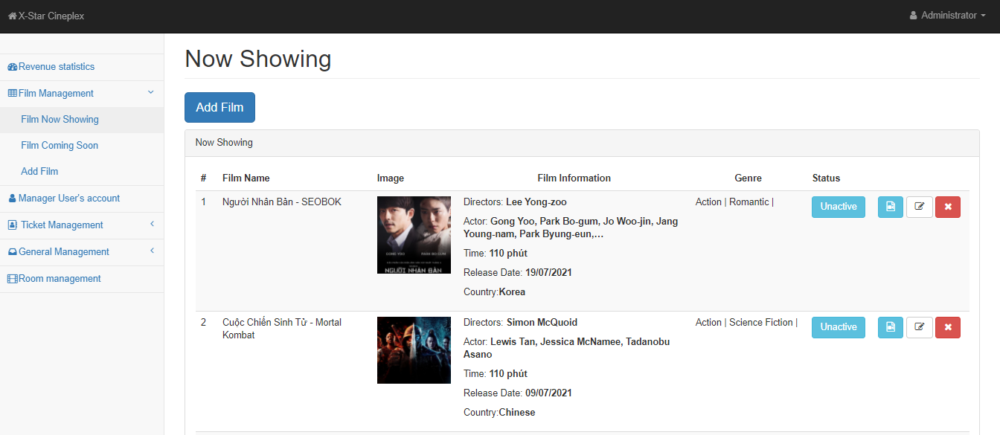 X-Star Cineplex
Administrator
Revenue statistics
Film Management
Film Now Showing
Film Coming Soon
Add Film
Manager User's account
Ticket Management
General Management
Room management
Now Showing
Add Film
Now Showing
# Film Name Image Film Information Genre Status
1 Người Nhân Bản - SEOBOK
GONG YOO PARK BO-GUM
NGƯỜI NHÂN BẢN
Directors: Lee Yong-zoo
Actor: Gong Yoo, Park Bo-gum, Jo Woo-jin, Jang
Young-nam, Park Byung-eun,…
Time: 110 phút
Release Date: 19/07/2021
Country:Korea
Action | Romantic |
Unactive
2 Cuộc Chiến Sinh Tử - Mortal
Kombat
Directors: Simon McQuoid
Actor: Lewis Tan, Jessica McNamee, Tadanobu
Asano
Time: 110 phút
Release Date: 09/07/2021
Country:Chinese
Action | Science Fiction |
Unactive